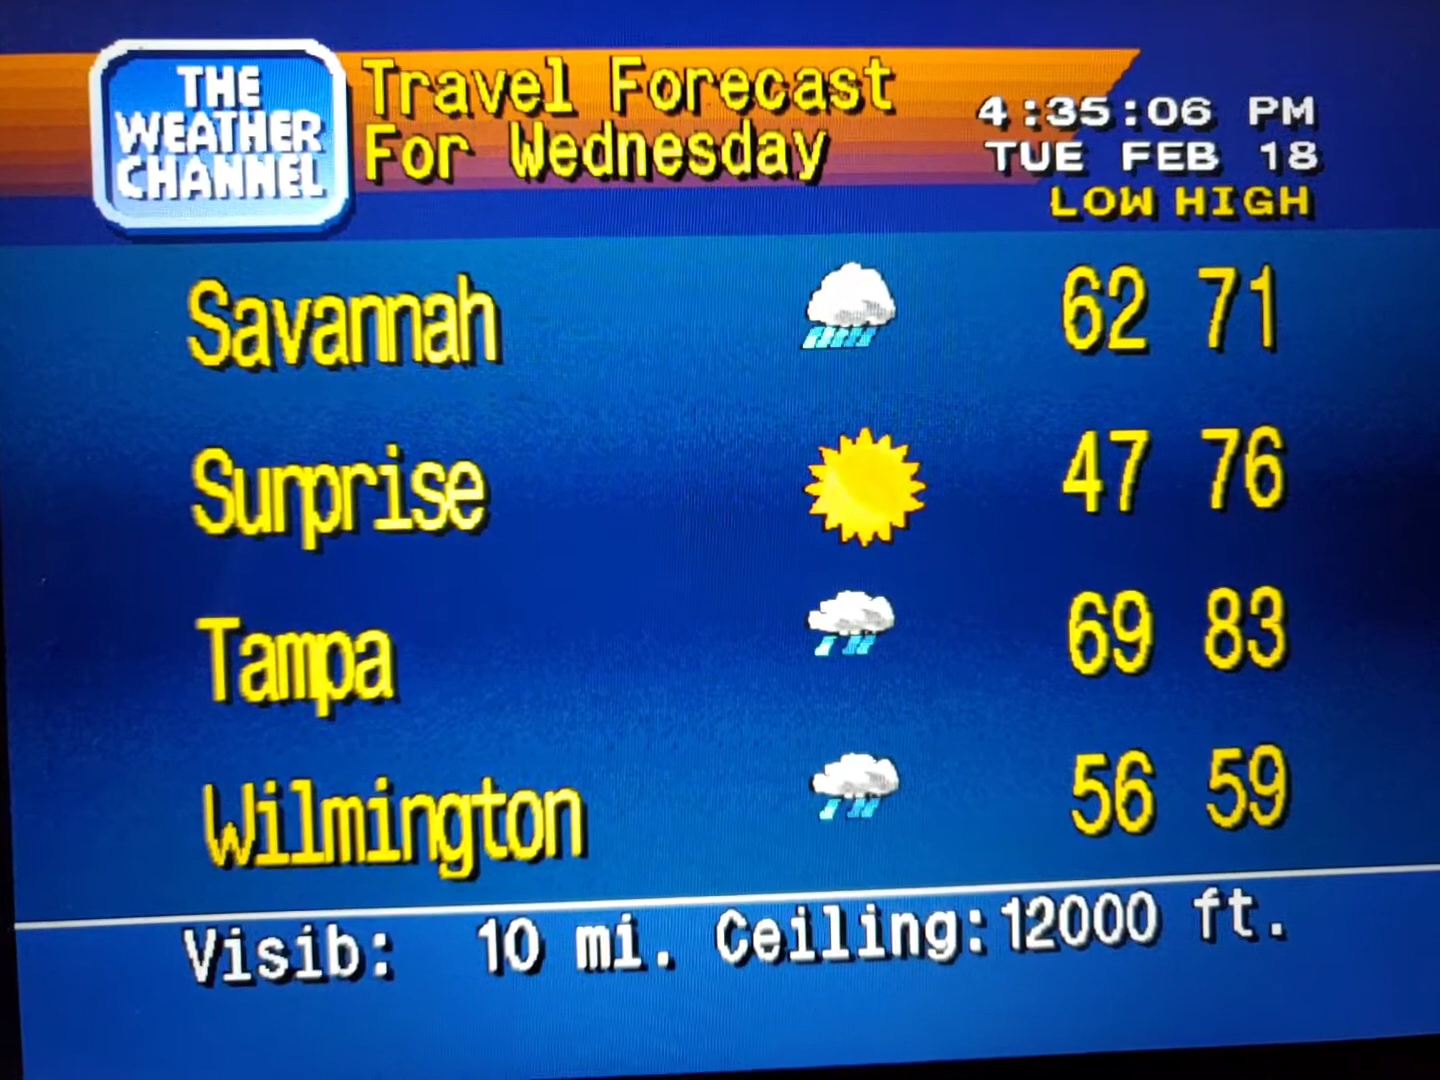 THE
WEATHER
CHANNEL
Travel Forecast
For Wednesday
4:35:06 PM
TUE FEB 18
LOW HIGH
Savannah 62 71
Surprise 47 76
Tampa 69 83
Wilmington 56 59
Visib: 10 mi. Ceiling:12000 ft.